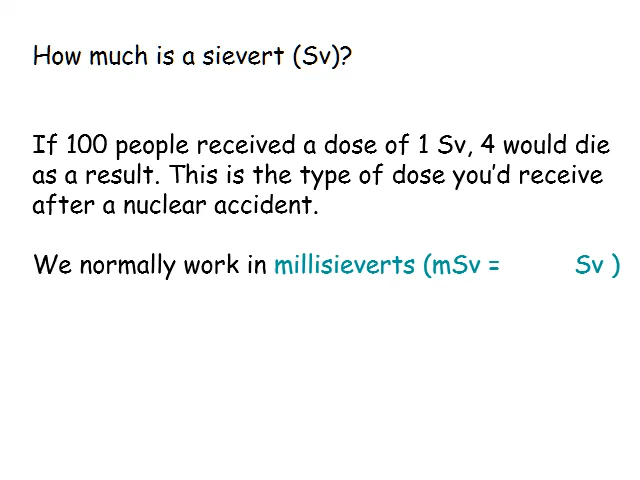 How much is a sievert (Sv)?
If 100 people received a dose of 1 Sv, 4 would die
as a result. This is the type of dose you’d receive
after a nuclear accident.
We normally work in millisieverts (mSv = Sv )